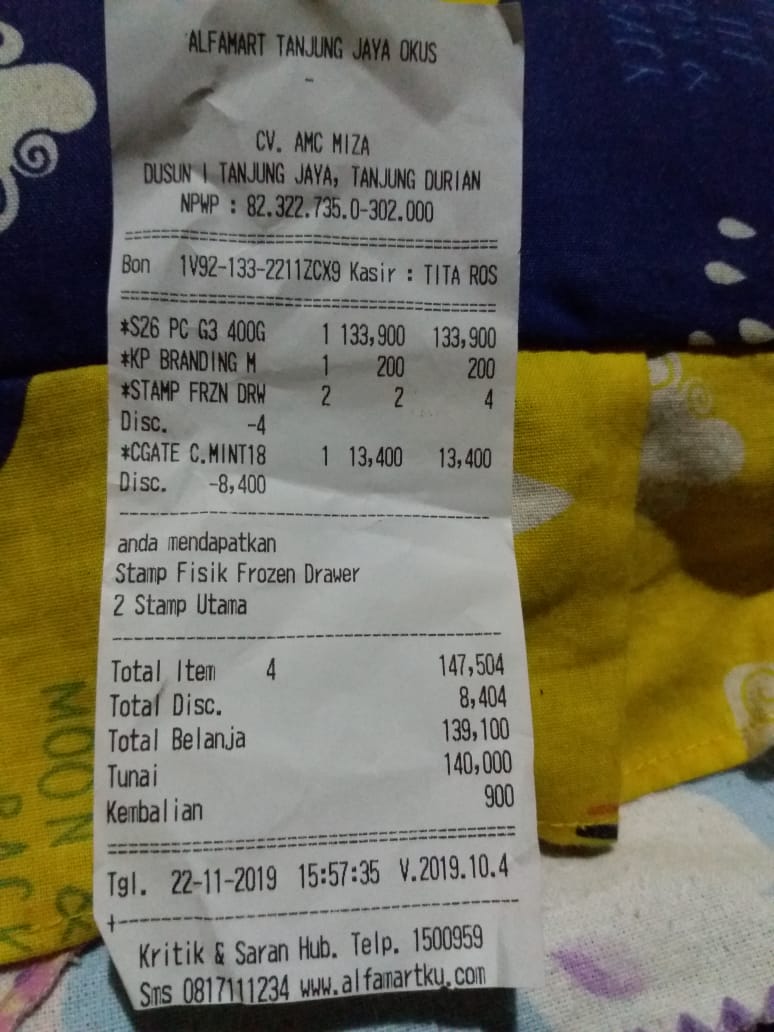 ALFAMART TANJUNG JAYA OKUS
-
CV. AMC MIZA
DUSUN I TANJUNG JAYA, TANJUNG DURIAN
NPWP : 82.322.735.0-302.000
Bon 1V92-133-2211ZCX9 Kasir : TITA ROS
*S26 PC G3 400G 1 133,900 133,900
*KP BRANDING M 1 200 200
*STAMP FRZN DRW 2 2 4
Disc. -4
*CGATE C.MINT18 1 13,400 13,400
Disc. -8,400
anda mendapatkan
Stamp Fisik Frozen Drawer
2 Stamp Utama
Total Item 4 147,504
Total Disc. 8,404
Total Belanja 139,100
Tunai 140,000
Kembalian 900
Tgl. 22-11-2019 15:57:35 V.2019.10.4
Kritik & Saran Hub. Telp. 1500959
Sms 0817111234 www.alfamartku.com
MOON &
BACK